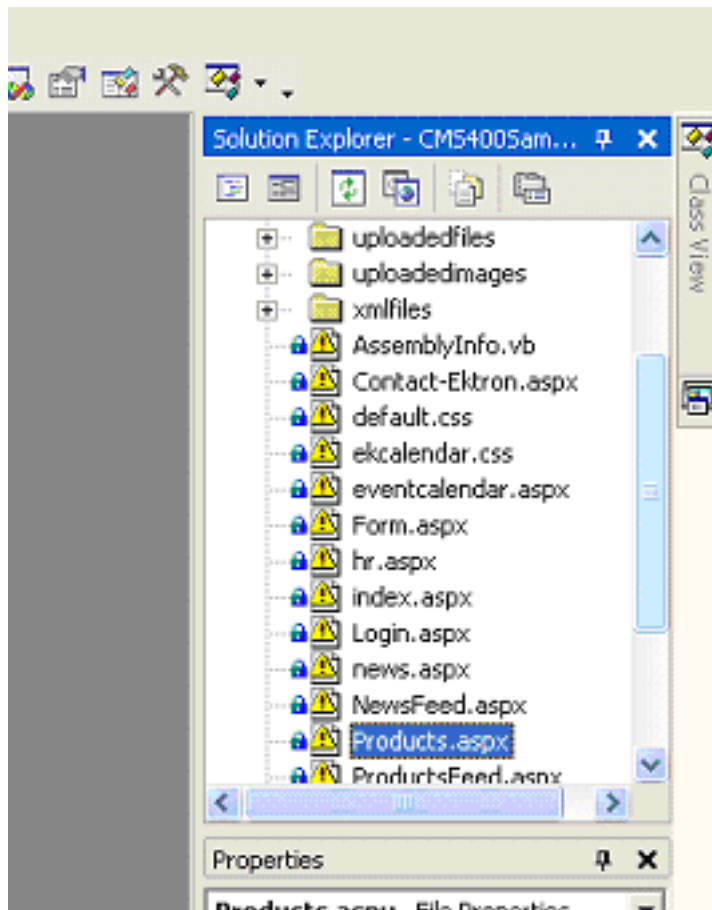 Solution Explorer - CMS400Sam...
Class View
uploadedfiles
uploadedimages
xmlfiles
AssemblyInfo.vb
Contact-Ektron.aspx
default.css
ekcalendar.css
eventcalendar.aspx
Form.aspx
hr.aspx
index.aspx
Login.aspx
news.aspx
NewsFeed.aspx
Products.aspx
ProductsFeed.aspx
Properties
Products.aspx File Properties